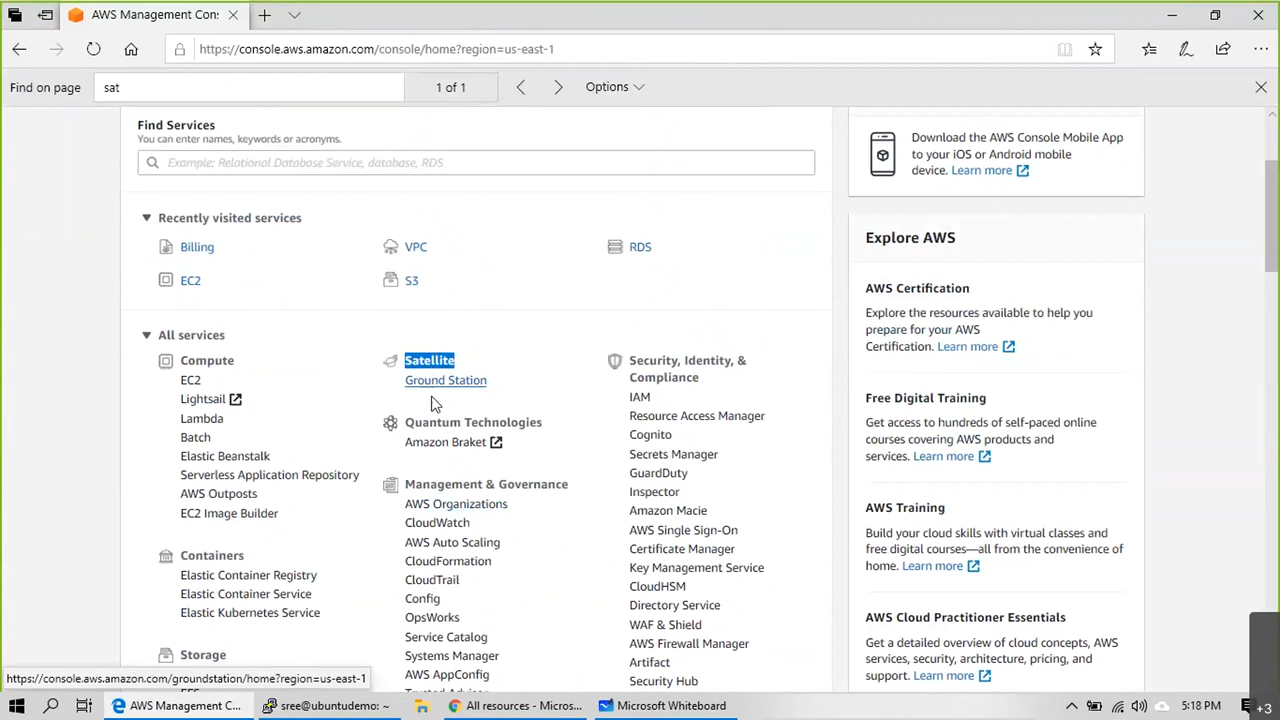 AWS Management Con:
https://console.aws.amazon.com/console/home?region=us-east-1
Find on page
sat
1 of 1
Options
Find Services
You can enter names, keywords or acronyms.
Example: Relational Database Service, database, RDS
Recently visited services
Billing
VPC
RDS
EC2
S3
All services
Compute
EC2
Lightsail
Lambda
Batch
Elastic Beanstalk
Serverless Application Repository
AWS Outposts
EC2 Image Builder
Containers
Elastic Container Registry
Elastic Container Service
Elastic Kubernetes Service
Storage
Satellite
Ground Station
Quantum Technologies
Amazon Braket
Management & Governance
AWS Organizations
CloudWatch
AWS Auto Scaling
CloudFormation
CloudTrail
Config
OpsWorks
Service Catalog
Systems Manager
AWS AppConfig
Security, Identity, &
Compliance
IAM
Resource Access Manager
Cognito
Secrets Manager
GuardDuty
Inspector
Amazon Macie
AWS Single Sign-On
Certificate Manager
Key Management Service
CloudHSM
Directory Service
WAF & Shield
AWS Firewall Manager
Artifact
Security Hub
Download the AWS Console Mobile App
to your iOS or Android mobile
device. Learn more
Explore AWS
AWS Certification
Explore the resources available to help you
prepare for your AWS
Certification. Learn more
Free Digital Training
Get access to hundreds of self-paced online
courses covering AWS products and
services. Learn more
AWS Training
Build your cloud skills with virtual classes and
free digital courses—all from the convenience of
home. Learn more
AWS Cloud Practitioner Essentials
Get a detailed overview of cloud concepts, AWS
services, security, architecture, pricing, and
support. Learn more
https://console.aws.amazon.com/groundstation/home?region=us-east-1
AWS Management C...
sree@ubuntudemo: ~
All resources - Micros...
Microsoft Whiteboard
5:18 PM
+3